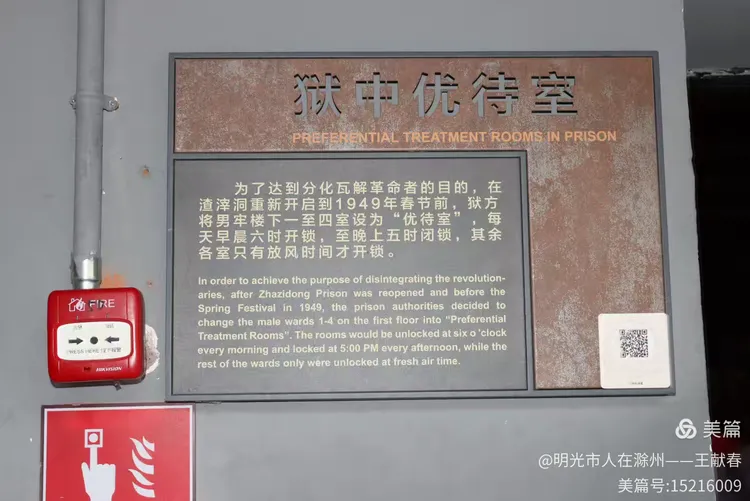 狱中优待室
PREFERENTIAL TREATMENT ROOMS IN PRISON
为了达到分化瓦解革命者的目的，在
渣滓洞重新开启到1949年春节前，狱方
将男牢楼下一至四室设为“优待室”，每
天早晨六时开锁，至晚上五时闭锁，其余
各室只有放风时间才开锁。
In order to achieve the purpose of disintegrating the revolution-
aries, after Zhazidong Prison was reopened and before the
Spring Festival in 1949, the prison authorities decided to
change the male wards 1-4 on the first floor into “Preferential
Treatment Rooms”. The rooms would be unlocked at six o'clock
every morning and locked at 5:00 PM every afternoon, while the
rest of the wards only were unlocked at fresh air time.
FIRE
PRESS HERE 按下报警
HIKVISION
美篇
@明光市人在滁州——王献春
美篇号:15216009